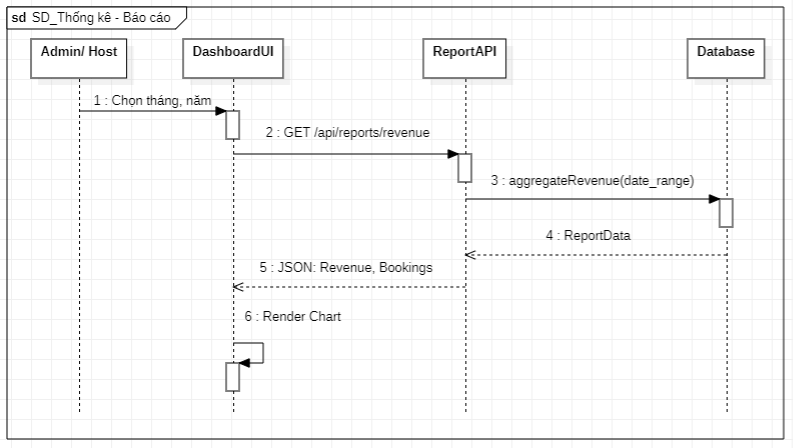 sd SD_Thống kê - Báo cáo
Admin/ Host
DashboardUI
ReportAPI
Database
1 : Chọn tháng, năm
2 : GET /api/reports/revenue
3 : aggregateRevenue(date_range)
4 : ReportData
5 : JSON: Revenue, Bookings
6 : Render Chart